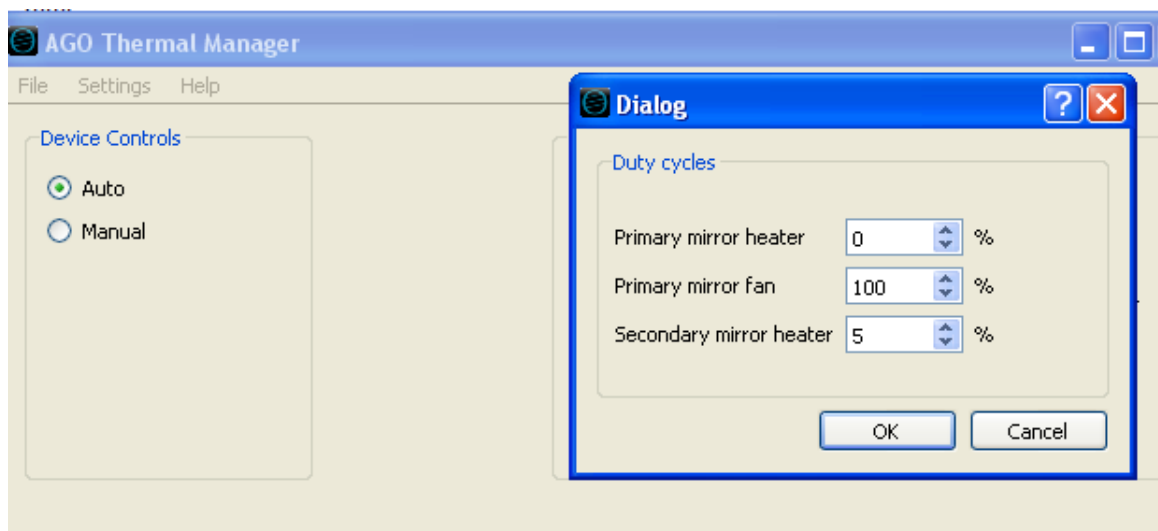 AGO Thermal Manager
File Settings Help
Device Controls
Auto
Manual
Dialog
Duty cycles
Primary mirror heater 0 %
Primary mirror fan 100 %
Secondary mirror heater 5 %
OK Cancel